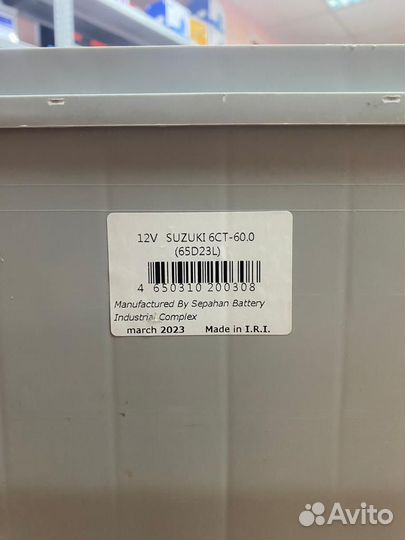 12V SUZUKI 6CT-60.0
(65D23L)
4 650310 200308
Manufactured By Sepahan Battery
Industrial Complex
march 2023 Made in I.R.I.
Avito